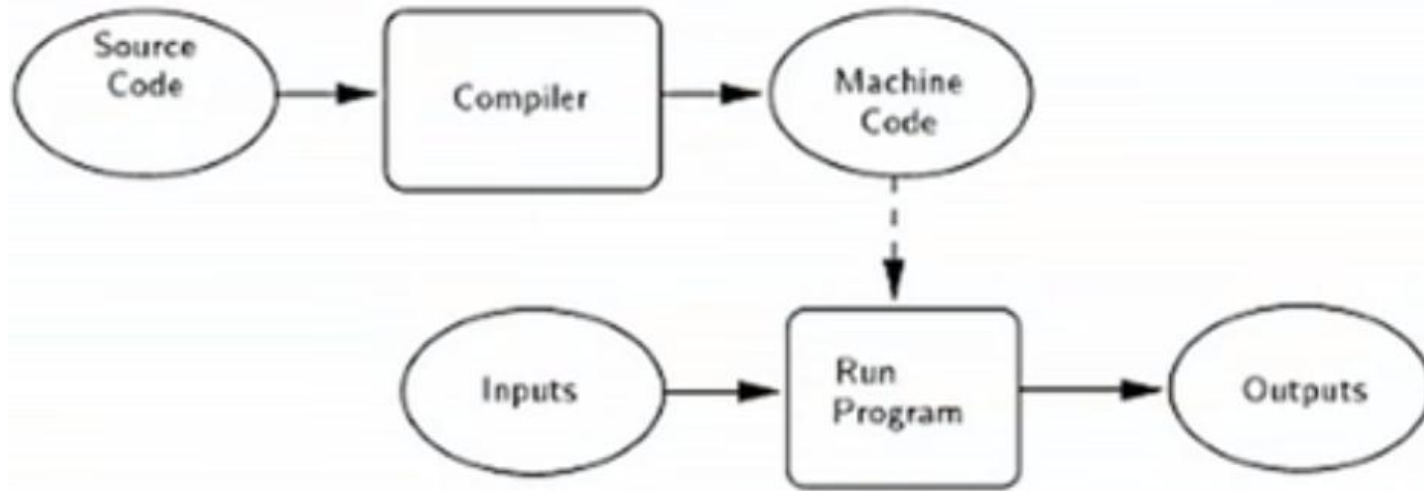 Source
Code
Compiler
Machine
Code
Inputs
Run
Program
Outputs